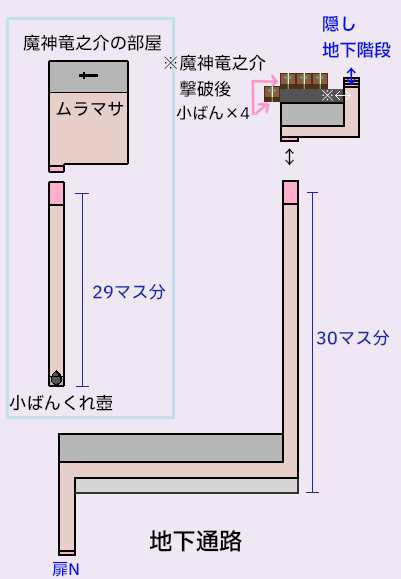 魔神竜之介の部屋
ムラマサ
29マス分
小ばんくれ壺
※魔神竜之介
撃破後
小ばん×4
隠し
地下階段
※
30マス分
地下通路
扉N